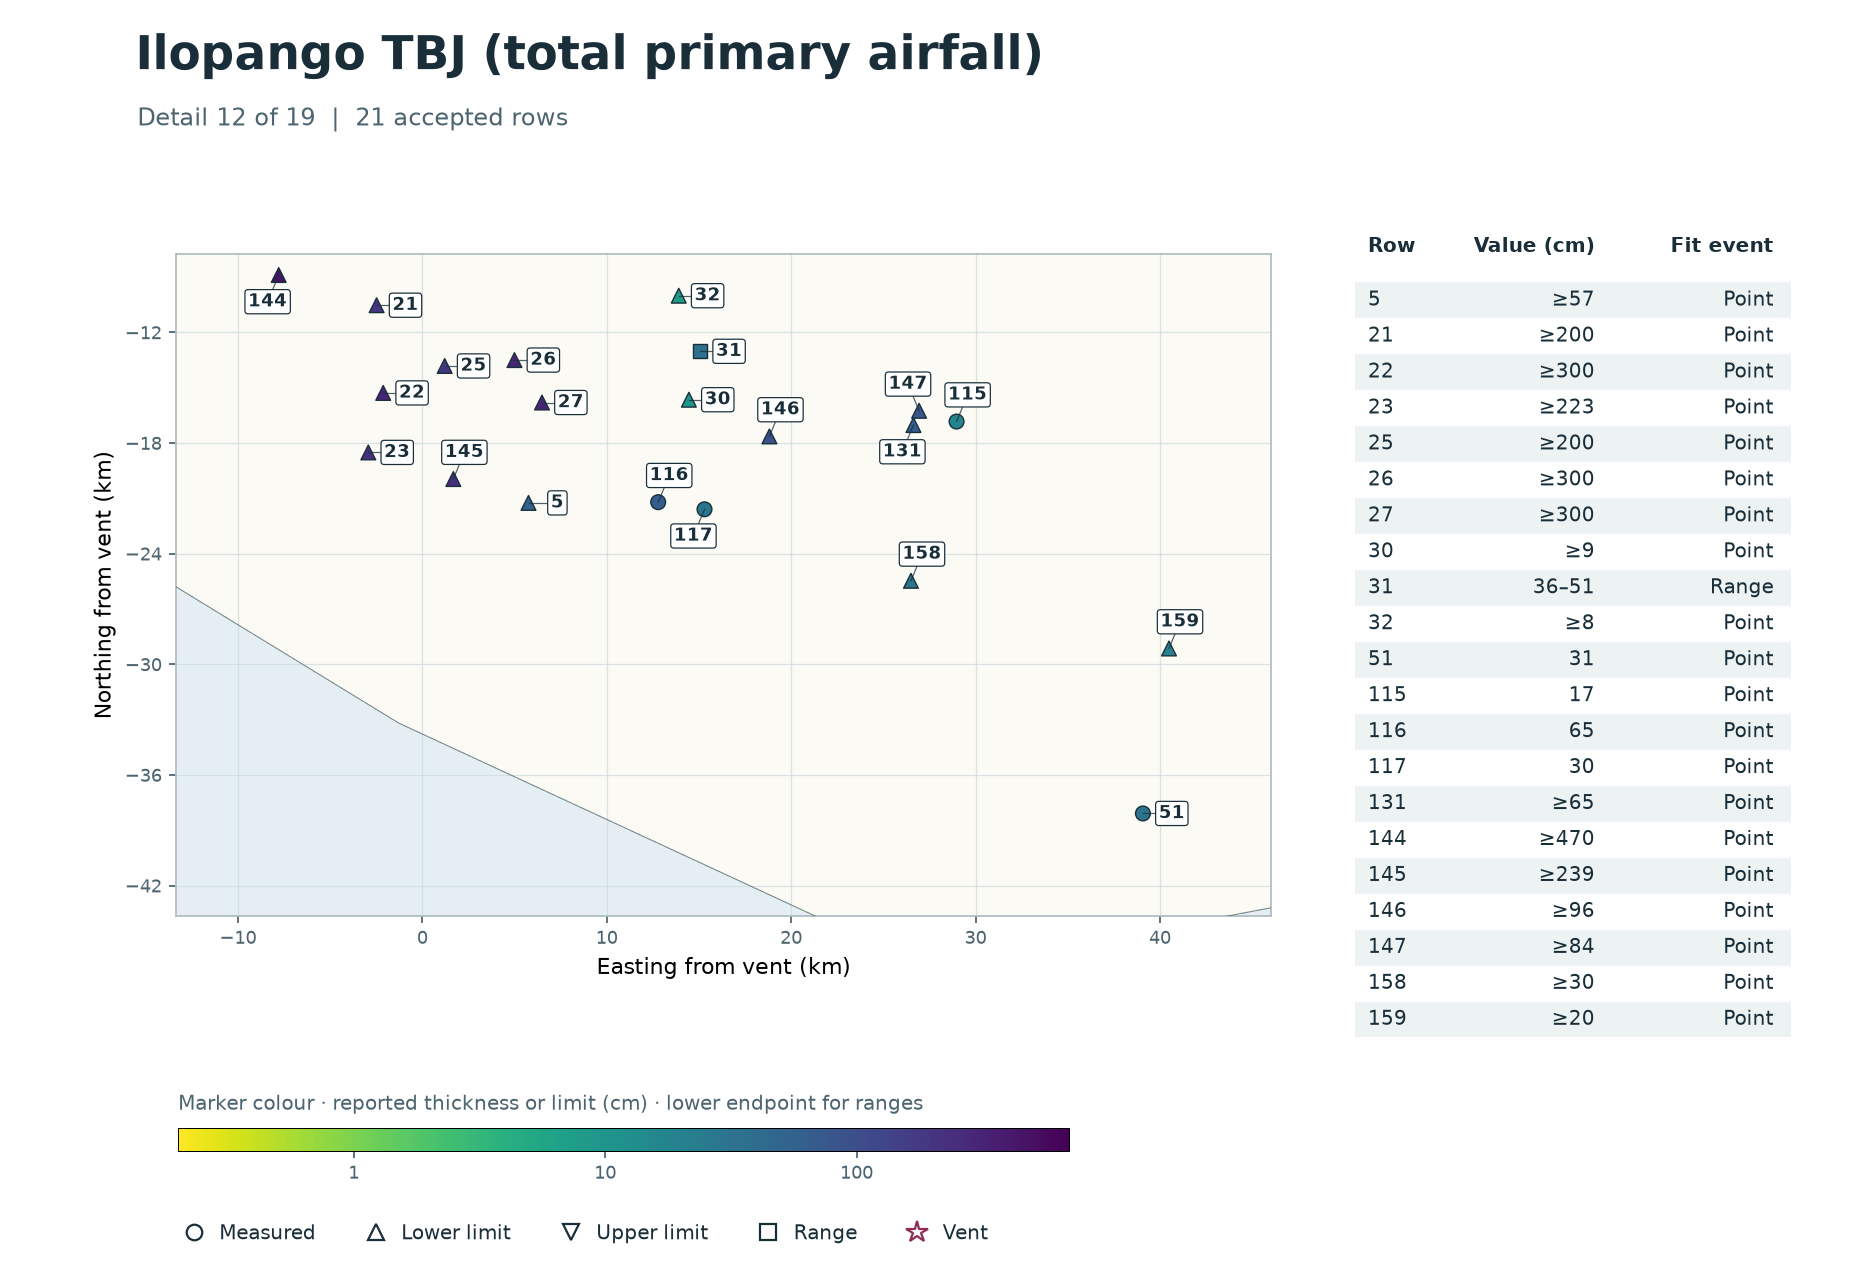 Ilopango TBJ (total primary airfall)
Detail 12 of 19 | 21 accepted rows
144
21
32
25
26
31
22
27
30
146
147
115
131
23
145
116
5
117
158
159
51
−12
−18
−24
−30
−36
−42
Northing from vent (km)
−10 0 10 20 30 40
Easting from vent (km)
Row Value (cm) Fit event
5 ≥57 Point
21 ≥200 Point
22 ≥300 Point
23 ≥223 Point
25 ≥200 Point
26 ≥300 Point
27 ≥300 Point
30 ≥9 Point
31 36–51 Range
32 ≥8 Point
51 31 Point
115 17 Point
116 65 Point
117 30 Point
131 ≥65 Point
144 ≥470 Point
145 ≥239 Point
146 ≥96 Point
147 ≥84 Point
158 ≥30 Point
159 ≥20 Point
Marker colour · reported thickness or limit (cm) · lower endpoint for ranges
1 10 100
Measured Lower limit Upper limit Range Vent